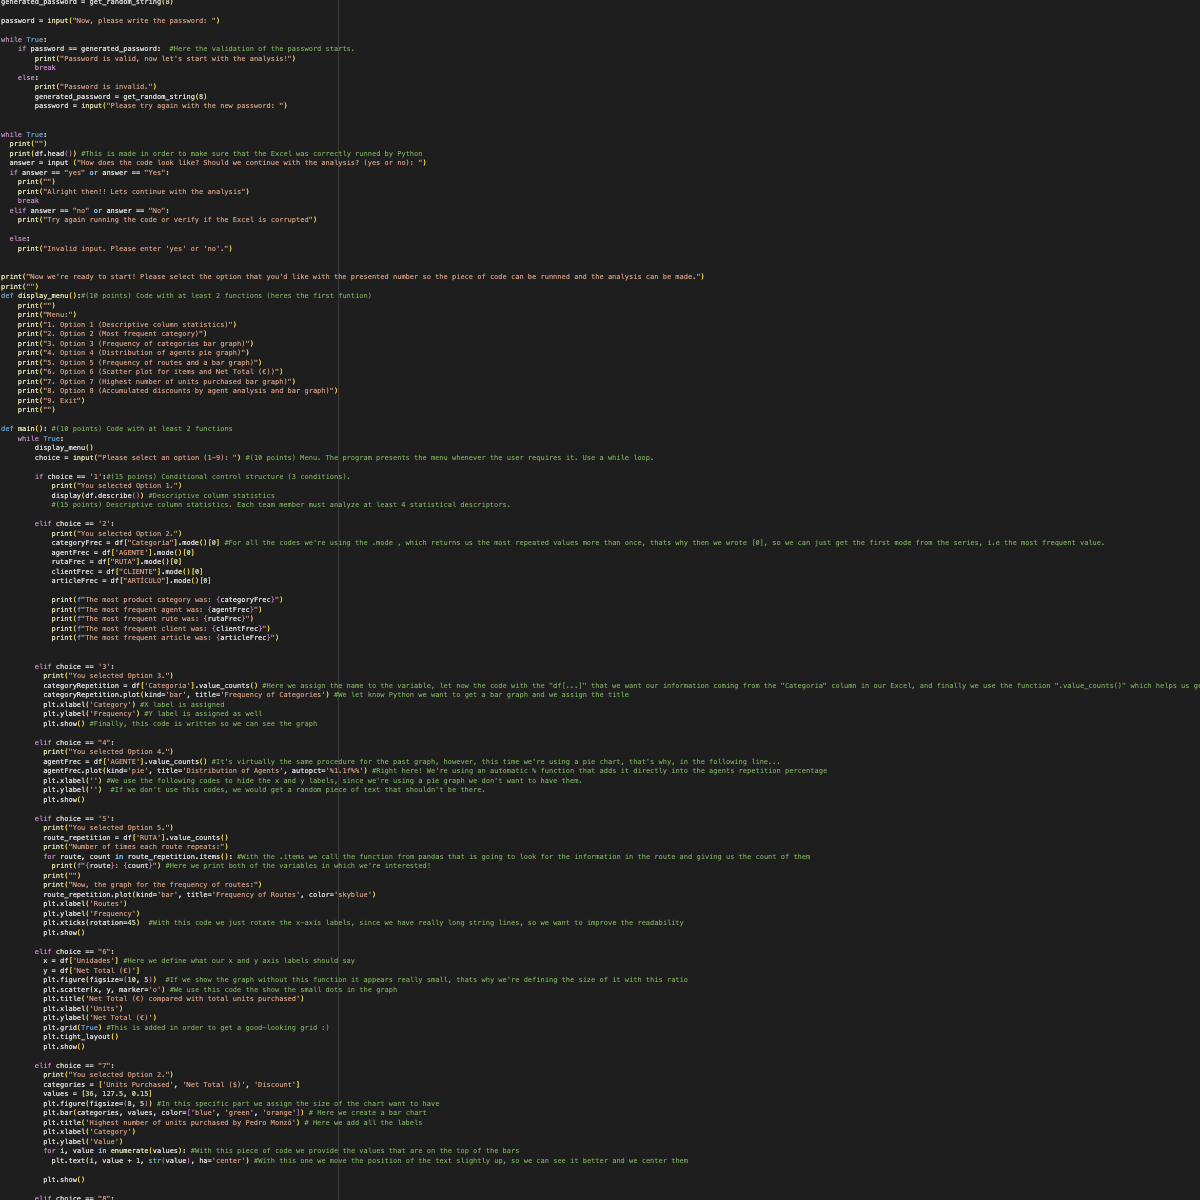 generated_password = get_random_string(8)
password = input("Now, please write the password: ")
while True:
    if password == generated_password:  #Here the validation of the password starts.
        print("Password is valid, now let's start with the analysis!")
        break
    else:
        print("Password is invalid.")
        generated_password = get_random_string(8)
        password = input("Please try again with the new password: ")
while True:
  print("")
  print(df.head()) #This is made in order to make sure that the Excel was correctly runned by Python
  answer = input ("How does the code look like? Should we continue with the analysis? (yes or no): ")
  if answer == "yes" or answer == "Yes":
    print("")
    print("Alright then!! Lets continue with the analysis")
    break
  elif answer == "no" or answer == "No":
    print("Try again running the code or verify if the Excel is corrupted")
  else:
    print("Invalid input. Please enter 'yes' or 'no'.")
print("Now we're ready to start! Please select the option that you'd like with the presented number so the piece of code can be runnned and the analysis can be made.")
print("")
def display_menu():#(10 points) Code with at least 2 functions (heres the first funtion)
    print("")
    print("Menu:")
    print("1. Option 1 (Descriptive column statistics)")
    print("2. Option 2 (Most frequent category)")
    print("3. Option 3 (Frequency of categories bar graph)")
    print("4. Option 4 (Distribution of agents pie graph)")
    print("5. Option 5 (Frequency of routes and a bar graph)")
    print("6. Option 6 (Scatter plot for items and Net Total (€))")
    print("7. Option 7 (Highest number of units purchased bar graph)")
    print("8. Option 8 (Accumulated discounts by agent analysis and bar graph)")
    print("9. Exit")
    print("")
def main(): #(10 points) Code with at least 2 functions
    while True:
        display_menu()
        choice = input("Please select an option (1-9): ") #(10 points) Menu. The program presents the menu whenever the user requires it. Use a while loop.
        if choice == '1':#(15 points) Conditional control structure (3 conditions).
            print("You selected Option 1.")
            display(df.describe()) #Descriptive column statistics
            #(15 points) Descriptive column statistics. Each team member must analyze at least 4 statistical descriptors.
        elif choice == '2':
            print("You selected Option 2.")
            categoryFrec = df["Categoria"].mode()[0] #For all the codes we're using the .mode , which returns us the most repeated values more than once, thats why then we wrote [0], so we can just get the first mode from the series, i.e the most frequent value.
            agentFrec = df['AGENTE'].mode()[0]
            rutaFrec = df["RUTA"].mode()[0]
            clientFrec = df["CLIENTE"].mode()[0]
            articleFrec = df["ARTÍCULO"].mode()[0]
            print(f"The most product category was: {categoryFrec}")
            print(f"The most frequent agent was: {agentFrec}")
            print(f"The most frequent rute was: {rutaFrec}")
            print(f"The most frequent client was: {clientFrec}")
            print(f"The most frequent article was: {articleFrec}")
        elif choice == '3':
          print("You selected Option 3.")
          categoryRepetition = df['Categoria'].value_counts() #Here we assign the name to the variable, let now the code with the "df[...]" that we want our information coming from the "Categoria" column in our Excel, and finally we use the function ".value_counts()" which helps us
          categoryRepetition.plot(kind='bar', title='Frequency of Categories') #We let know Python we want to get a bar graph and we assign the title
          plt.xlabel('Category') #X label is assigned
          plt.ylabel('Frequency') #Y label is assigned as well
          plt.show() #Finally, this code is written so we can see the graph
        elif choice == "4":
          print("You selected Option 4.")
          agentFrec = df['AGENTE'].value_counts() #It's virtually the same procedure for the past graph, however, this time we're using a pie chart, that's why, in the following line...
          agentFrec.plot(kind='pie', title='Distribution of Agents', autopct='%1.1f%%') #Right here! We're using an automatic % function that adds it directly into the agents repetition percentage
          plt.xlabel('') #We use the following codes to hide the x and y labels, since we're using a pie graph we don't want to have them.
          plt.ylabel('')  #If we don't use this codes, we would get a random piece of text that shouldn't be there.
          plt.show()
        elif choice == '5':
          print("You selected Option 5.")
          route_repetition = df['RUTA'].value_counts()
          print("Number of times each route repeats:")
          for route, count in route_repetition.items(): #With the .items we call the function from pandas that is going to look for the information in the route and giving us the count of them
            print(f"{route}: {count}") #Here we print both of the variables in which we're interested!
          print("")
          print("Now, the graph for the frequency of routes:")
          route_repetition.plot(kind='bar', title='Frequency of Routes', color='skyblue')
          plt.xlabel('Routes')
          plt.ylabel('Frequency')
          plt.xticks(rotation=45)  #With this code we just rotate the x-axis labels, since we have really long string lines, so we want to improve the readability
          plt.show()
        elif choice == "6":
          x = df['Unidades'] #Here we define what our x and y axis labels should say
          y = df['Net Total (€)']
          plt.figure(figsize=(10, 5))  #If we show the graph without this function it appears really small, thats why we're defining the size of it with this ratio
          plt.scatter(x, y, marker='o') #We use this code the show the small dots in the graph
          plt.title('Net Total (€) compared with total units purchased')
          plt.xlabel('Units')
          plt.ylabel('Net Total (€)')
          plt.grid(True) #This is added in order to get a good-looking grid :)
          plt.tight_layout()
          plt.show()
        elif choice == "7":
          print("You selected Option 2.")
          categories = ['Units Purchased', 'Net Total ($)', 'Discount']
          values = [36, 127.5, 0.15]
          plt.figure(figsize=(8, 5)) #In this specific part we assign the size of the chart we want to have
          plt.bar(categories, values, color=['blue', 'green', 'orange']) # Here we create a bar chart
          plt.title('Highest number of units purchased by Pedro Monzó') # Here we add all the labels
          plt.xlabel('Category')
          plt.ylabel('Value')
          for i, value in enumerate(values): #With this piece of code we provide the values that are on the top of the bars
            plt.text(i, value + 1, str(value), ha='center') #With this one we move the position of the text slightly up, so we can see it better and we center them
          plt.show()
        elif choice == "8":